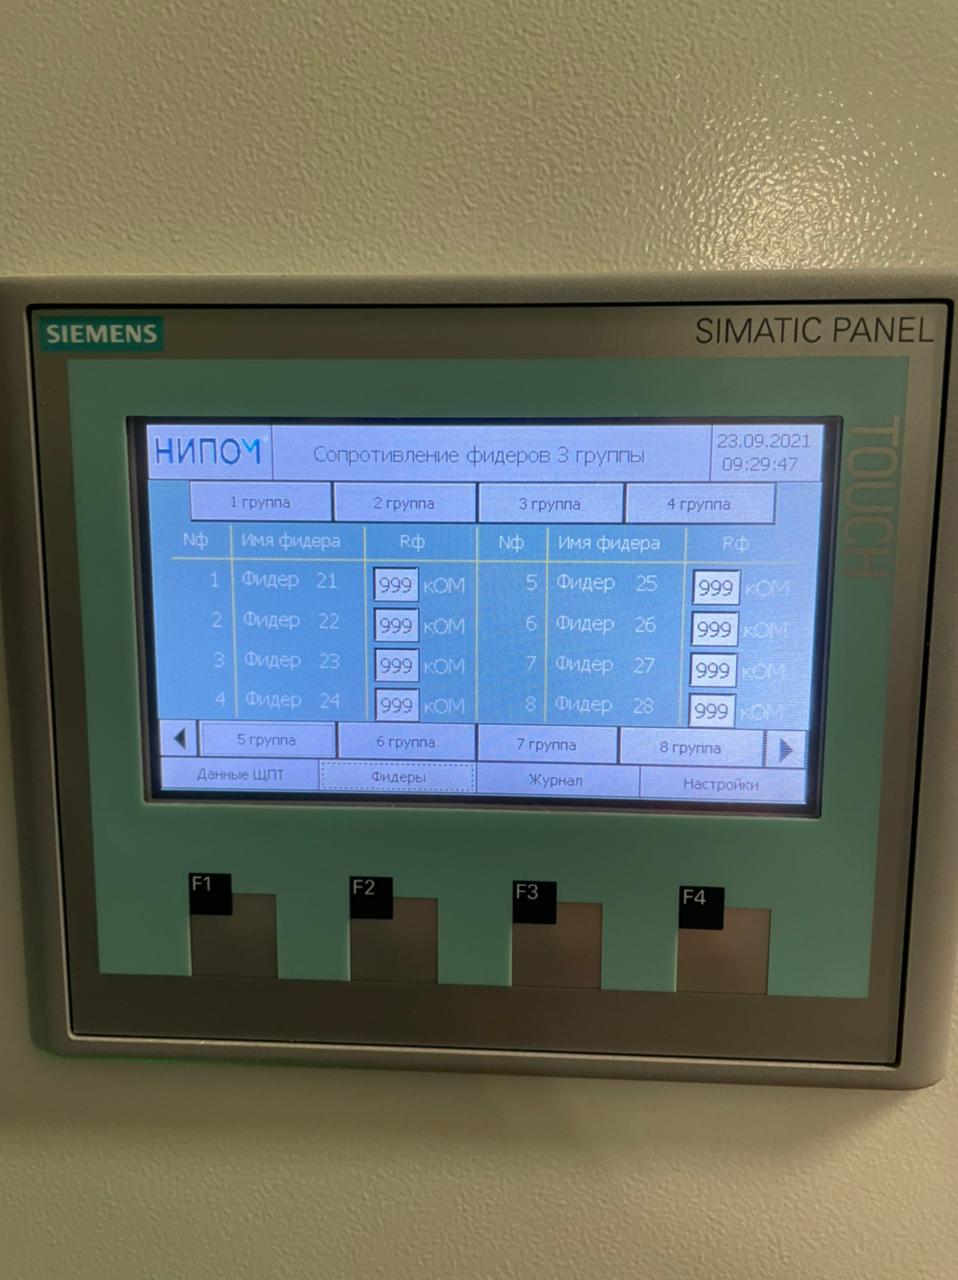 SIEMENS
SIMATIC PANEL
TOUCH
НИПОМ
Сопротивление фидеров 3 группы
23.09.2021
09:29:47
1 группа 2 группа 3 группа 4 группа
Nф Имя фидера Rф Nф Имя фидера Rф
1 Фидер 21 999 кОМ 5 Фидер 25 999 кОМ
2 Фидер 22 999 кОМ 6 Фидер 26 999 кОМ
3 Фидер 23 999 кОМ 7 Фидер 27 999 кОМ
4 Фидер 24 999 кОМ 8 Фидер 28 999 кОМ
5 группа 6 группа 7 группа 8 группа
Данные ЩПТ Фидеры Журнал Настройки
F1 F2 F3 F4